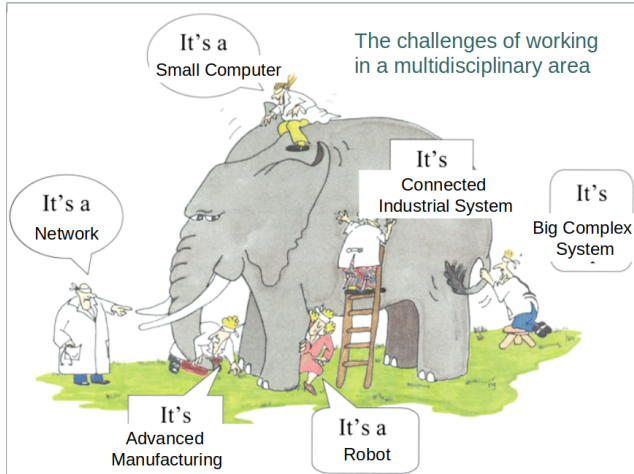 It's a
Small Computer
The challenges of working
in a multidisciplinary area
It's
Connected
Industrial System
It's
Big Complex
System
It's a
Network
It's
Advanced
Manufacturing
It's a
Robot